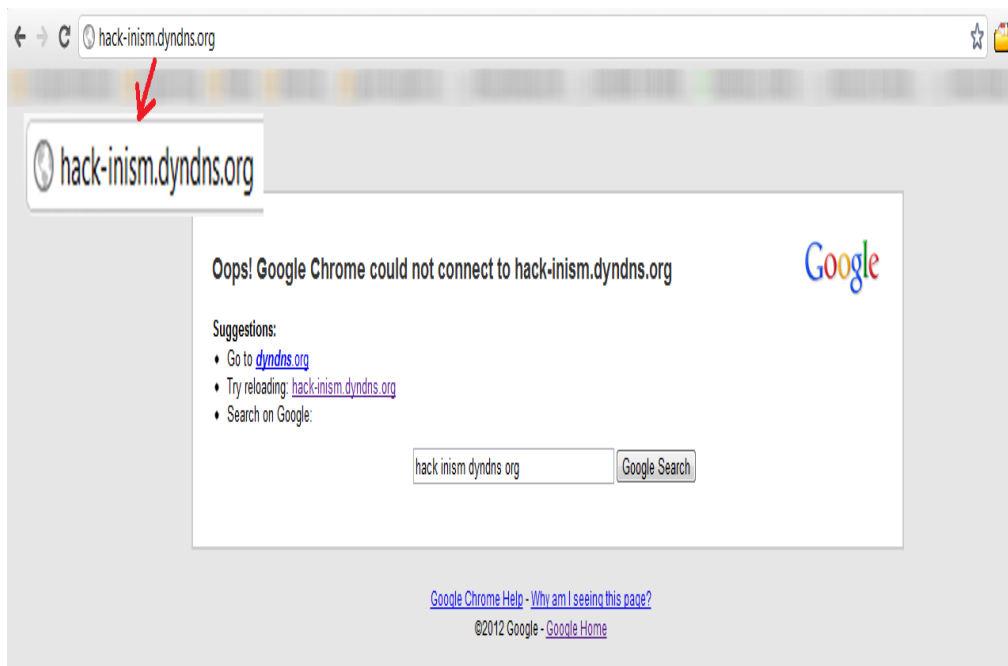 hack-inism.dyndns.org
hack-inism.dyndns.org
Oops! Google Chrome could not connect to hack-inism.dyndns.org
Google
Suggestions:
Go to dyndns.org
Try reloading: hack-inism.dyndns.org
Search on Google:
hack inism dyndns org Google Search
Google Chrome Help - Why am I seeing this page?
©2012 Google - Google Home